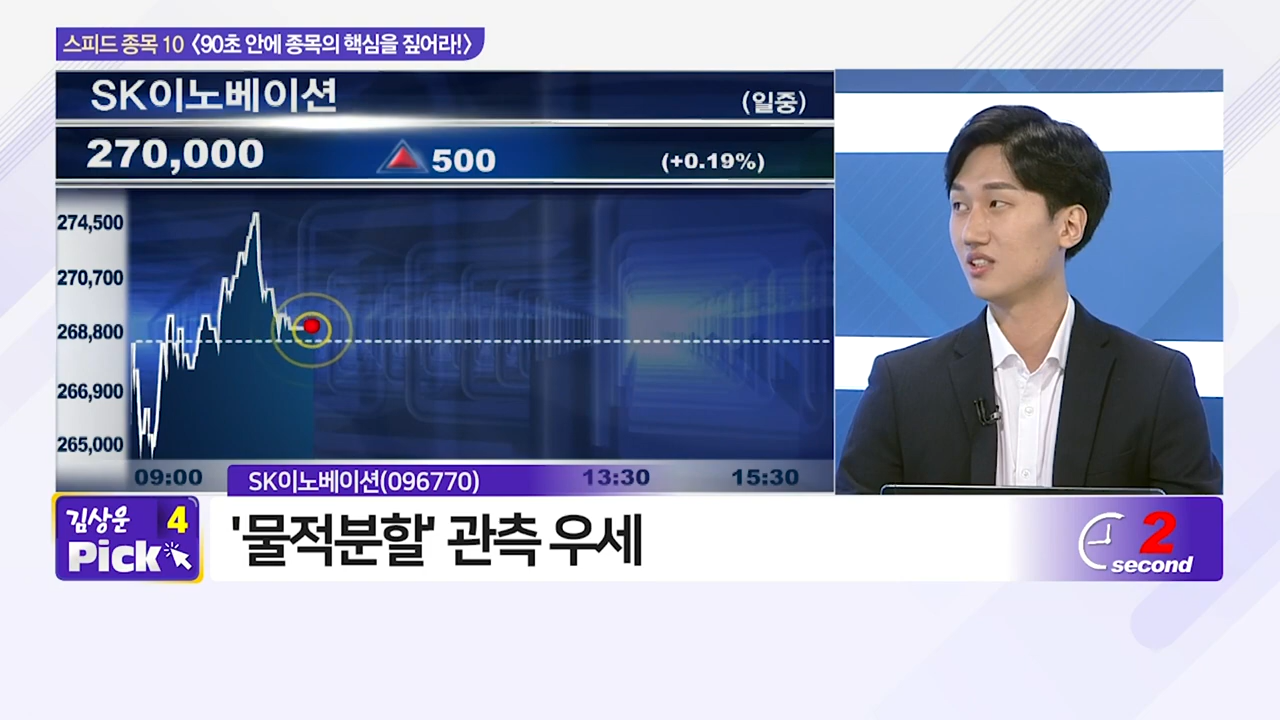 스피드 종목 10 〈90초 안에 종목의 핵심을 짚어라!〉
SK이노베이션 (일중)
270,000 ▲ 500 (+0.19%)
274,500
270,700
268,800
266,900
265,000
09:00 13:30 15:30
SK이노베이션(096770)
김상운 4
Pick
'물적분할' 관측 우세
2
second